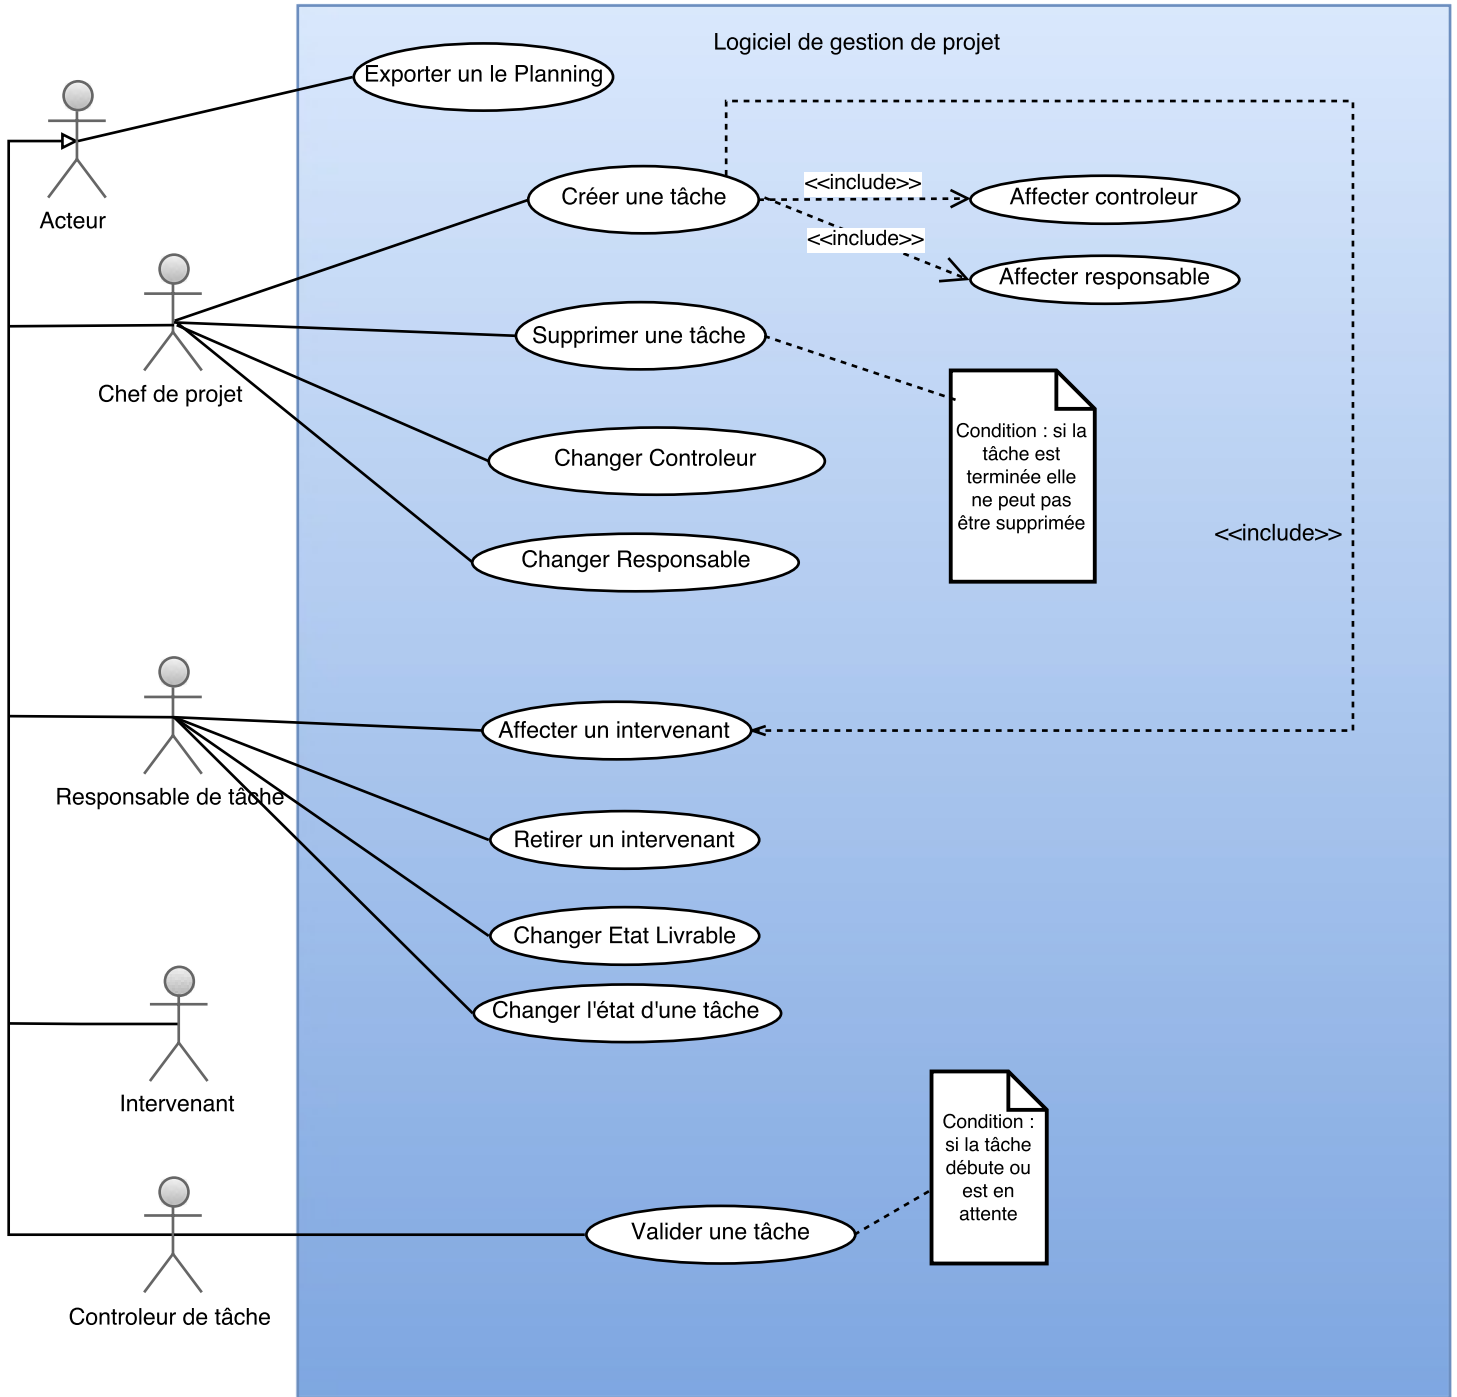 Logiciel de gestion de projet
Exporter un le Planning
Acteur
Créer une tâche
<<include>>
Affecter controleur
<<include>>
Affecter responsable
Chef de projet
Supprimer une tâche
Condition : si la
tâche est
terminée elle
ne peut pas
être supprimée
Changer Controleur
<<include>>
Changer Responsable
Responsable de tâche
Affecter un intervenant
Retirer un intervenant
Changer Etat Livrable
Changer l'état d'une tâche
Intervenant
Condition :
si la tâche
débute ou
est en
attente
Valider une tâche
Controleur de tâche